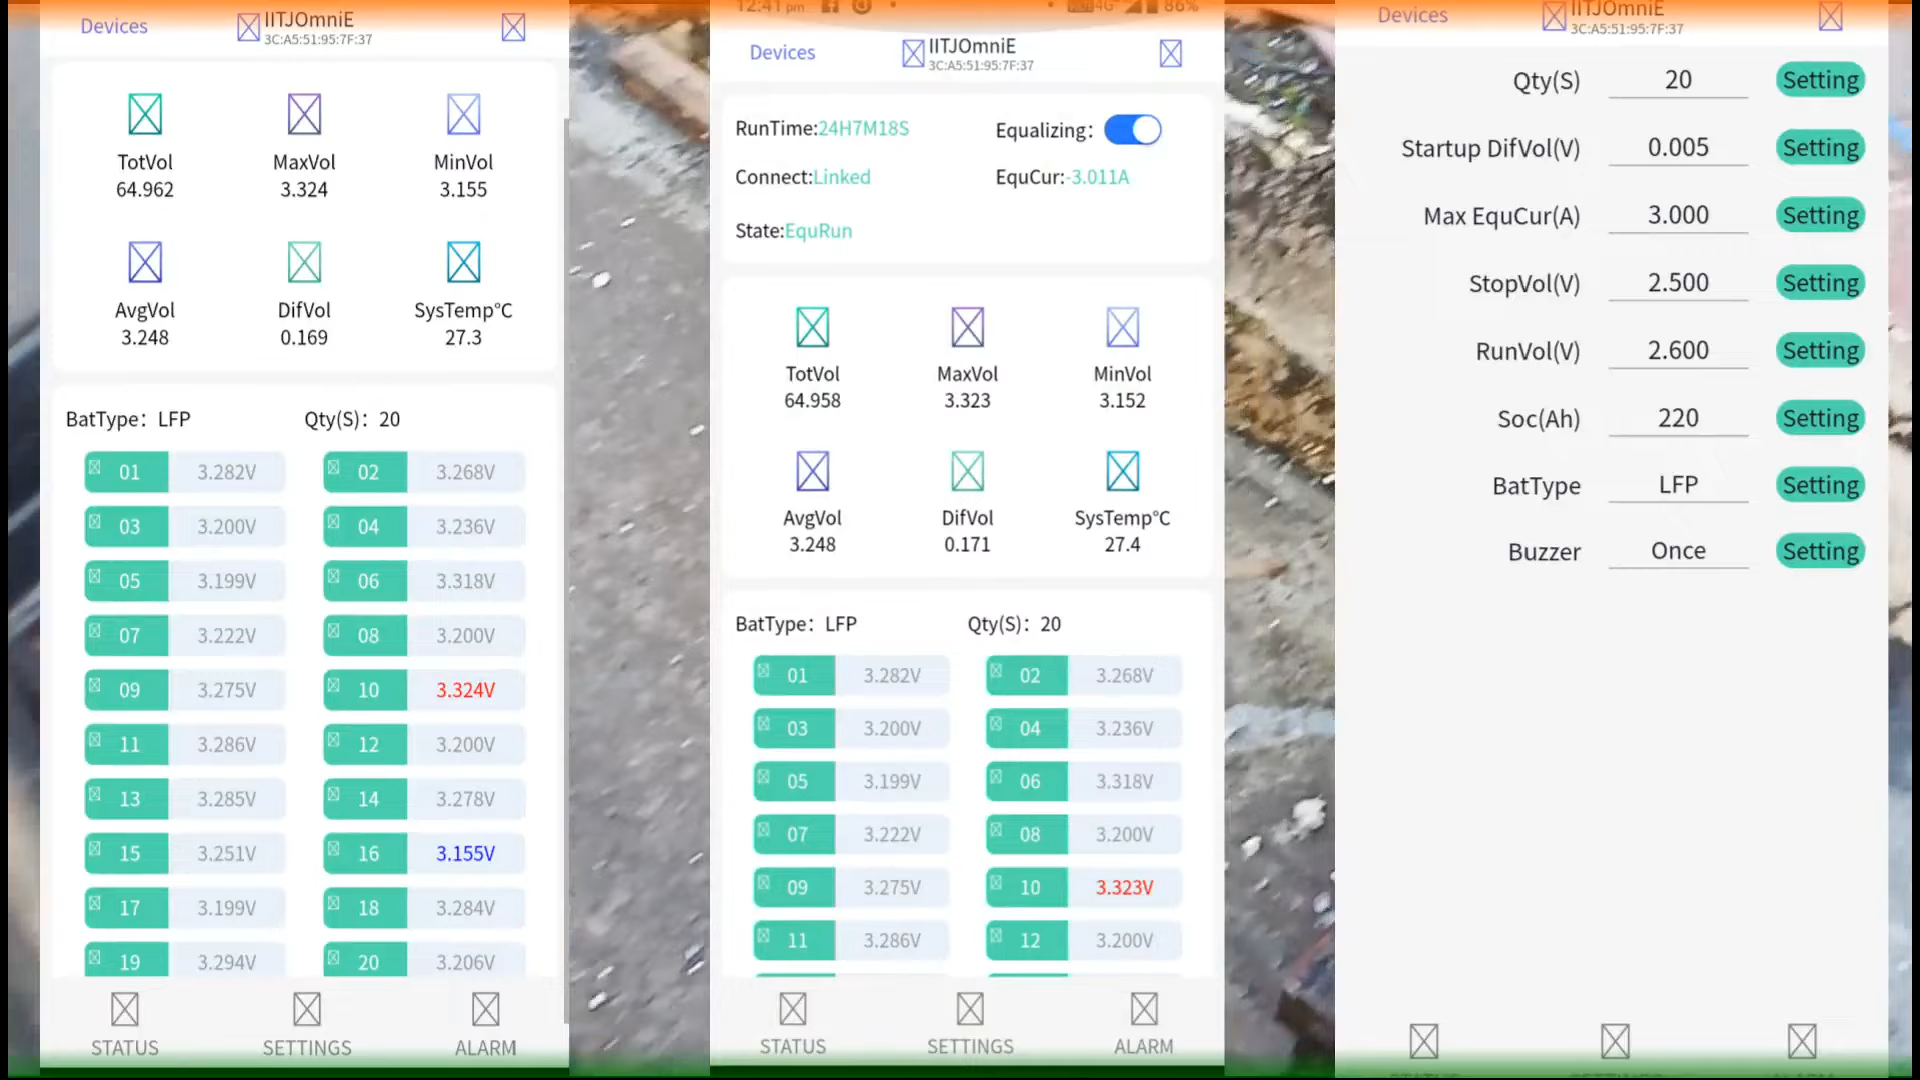 Devices
IITJOmniE
3C:A5:51:95:7F:37
TotVol
64.962
MaxVol
3.324
MinVol
3.155
AvgVol
3.248
DifVol
0.169
SysTemp°C
27.3
BatType： LFP
Qty(S)： 20
01 3.282V 02 3.268V
03 3.200V 04 3.236V
05 3.199V 06 3.318V
07 3.222V 08 3.200V
09 3.275V 10 3.324V
11 3.286V 12 3.200V
13 3.285V 14 3.278V
15 3.251V 16 3.155V
17 3.199V 18 3.284V
19 3.294V 20 3.206V
STATUS SETTINGS ALARM
12:41 pm
4G
86%
Devices
IITJOmniE
3C:A5:51:95:7F:37
RunTime:24H7M18S
Equalizing：
Connect:Linked
EquCur:-3.011A
State:EquRun
TotVol
64.958
MaxVol
3.323
MinVol
3.152
AvgVol
3.248
DifVol
0.171
SysTemp°C
27.4
BatType： LFP
Qty(S)： 20
01 3.282V 02 3.268V
03 3.200V 04 3.236V
05 3.199V 06 3.318V
07 3.222V 08 3.200V
09 3.275V 10 3.323V
11 3.286V 12 3.200V
STATUS SETTINGS ALARM
Devices
IITJOmniE
3C:A5:51:95:7F:37
Qty(S) 20 Setting
Startup DifVol(V) 0.005 Setting
Max EquCur(A) 3.000 Setting
StopVol(V) 2.500 Setting
RunVol(V) 2.600 Setting
Soc(Ah) 220 Setting
BatType LFP Setting
Buzzer Once Setting